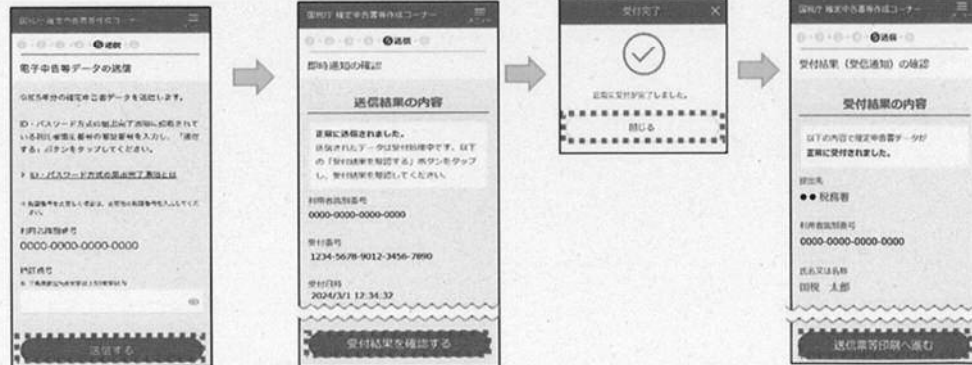 国税庁 確定申告書等作成コーナー
❺送信
電子申告等データの送信
令和5年分の確定申告書データを送信します。
ID・パスワード方式の届出完了通知に記載されて
いる利用者識別番号の暗証番号を入力し、「送信
する」ボタンをタップしてください。
ID・パスワード方式の届出完了通知とは
利用者識別番号
0000-0000-0000-0000
暗証番号
送信する
国税庁 確定申告書等作成コーナー
メニュー
❺送信
即時通知の確認
送信結果の内容
正常に送信されました。
送信されたデータは受付処理中です。以下
の「受付結果を確認する」ボタンをタップ
し、受付結果を確認してください。
利用者識別番号
0000-0000-0000-0000
受付番号
1234-5678-9012-3456-7890
受付日時
2024/3/1 12:34:32
受付結果を確認する
受付完了
正常に受付が完了しました。
閉じる
国税庁 確定申告書等作成コーナー
メニュー
❺送信
受付結果(受信通知)の確認
受付結果の内容
以下の内容で確定申告書データが
正常に受付されました。
提出先
●●税務署
利用者識別番号
0000-0000-0000-0000
氏名又は名称
国税 太郎
送信票等印刷へ進む